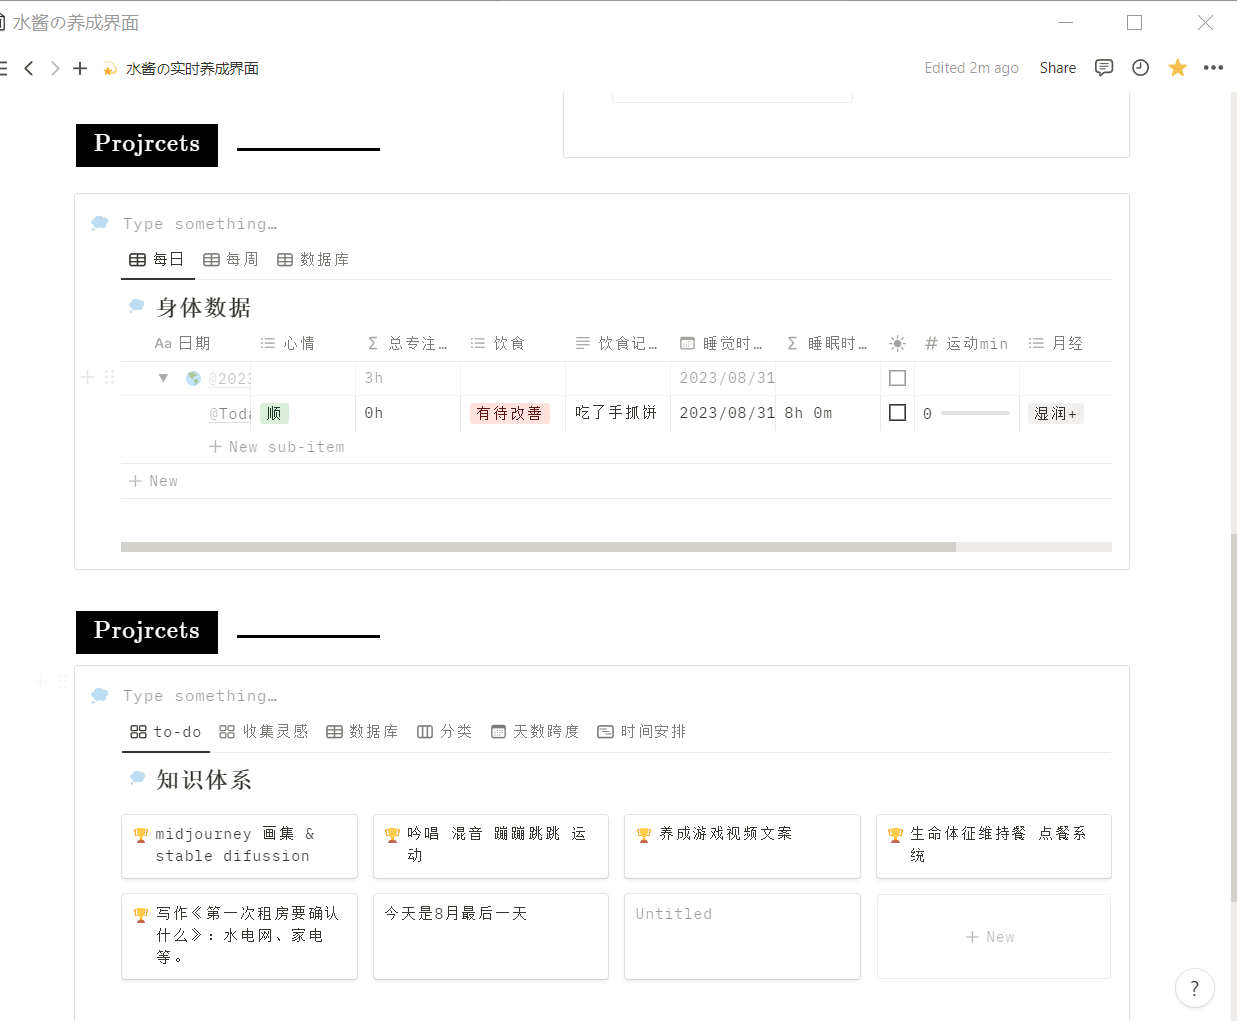 水酱の养成界面
水酱の实时养成界面
Edited 2m ago Share
Projrcets
Type something…
每日 每周 数据库
身体数据
Aa 日期 心情 Σ 总专注… 饮食 饮食记… 睡觉时… Σ 睡眠时… # 运动min 月经
@2023 3h 2023/08/31
@Toda 顺 0h 有待改善 吃了手抓饼 2023/08/31 8h 0m 0 湿润+
+ New sub-item
+ New
Projrcets
Type something…
to-do 收集灵感 数据库 分类 天数跨度 时间安排
知识体系
midjourney 画集 &
stable difussion
吟唱 混音 蹦蹦跳跳 运
动
养成游戏视频文案
生命体征维持餐 点餐系
统
写作《第一次租房要确认
什么》：水电网、家电
等。
今天是8月最后一天
Untitled
+ New
?